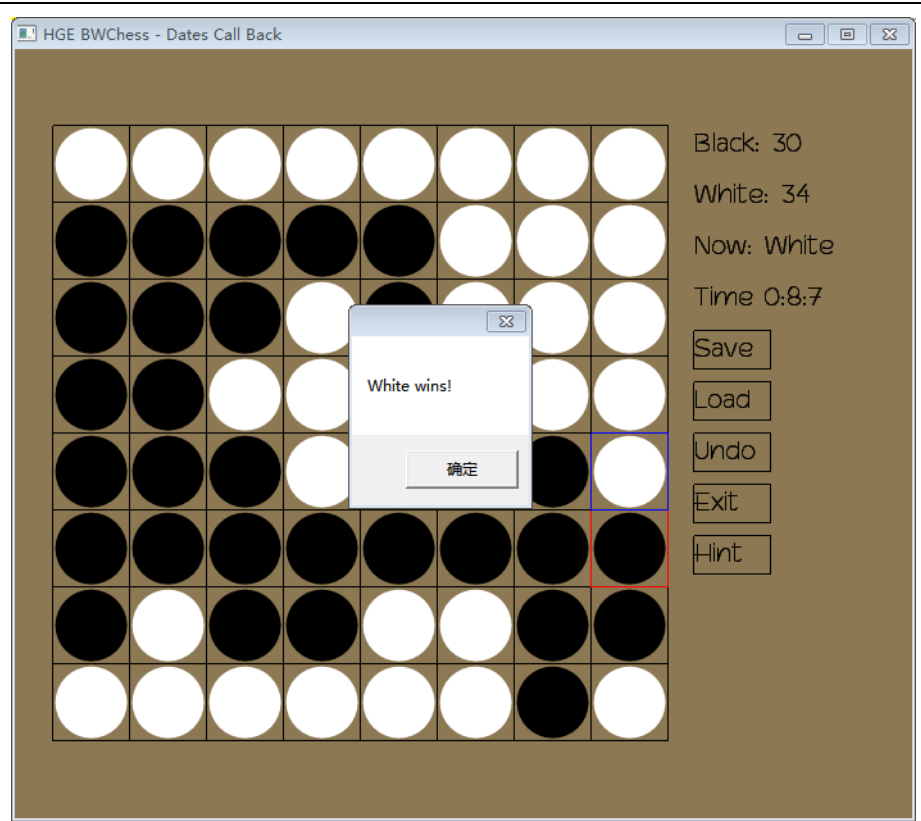 HGE BWChess - Dates Call Back
Black: 30
White: 34
Now: White
Time 0:8:7
Save
Load
Undo
Exit
Hint
White wins!
确定